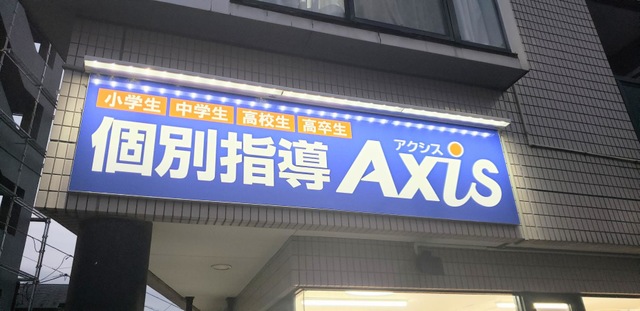 小学生 中学生 高校生 高卒生
アクシス
個別指導 AXiS